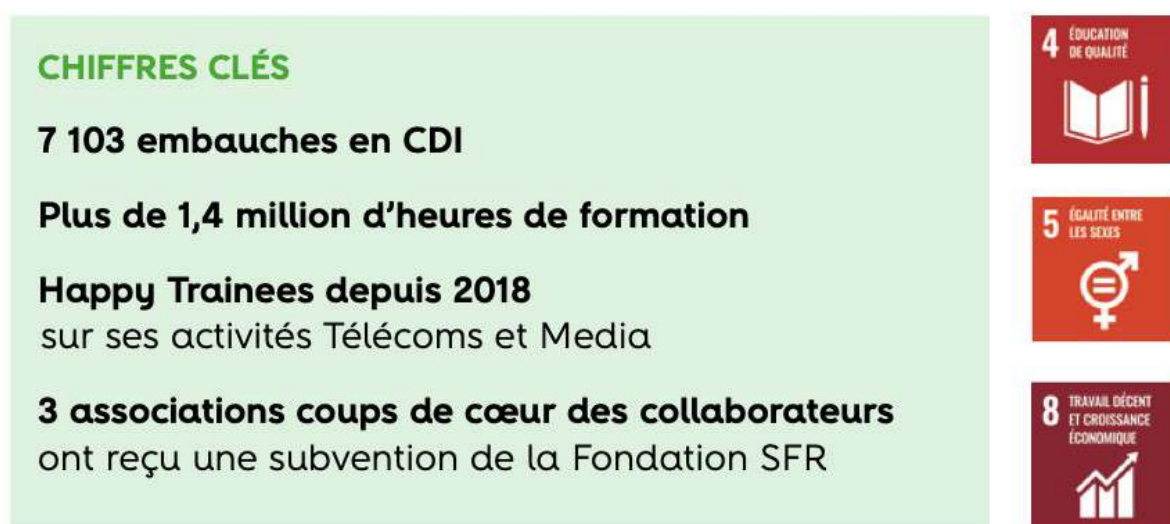 CHIFFRES CLÉS
7 103 embauches en CDI
Plus de 1,4 million d’heures de formation
Happy Trainees depuis 2018
sur ses activités Télécoms et Media
3 associations coups de cœur des collaborateurs
ont reçu une subvention de la Fondation SFR
4 ÉDUCATION
DE QUALITÉ
5 ÉGALITÉ ENTRE
LES SEXES
8 TRAVAIL DÉCENT
ET CROISSANCE
ÉCONOMIQUE